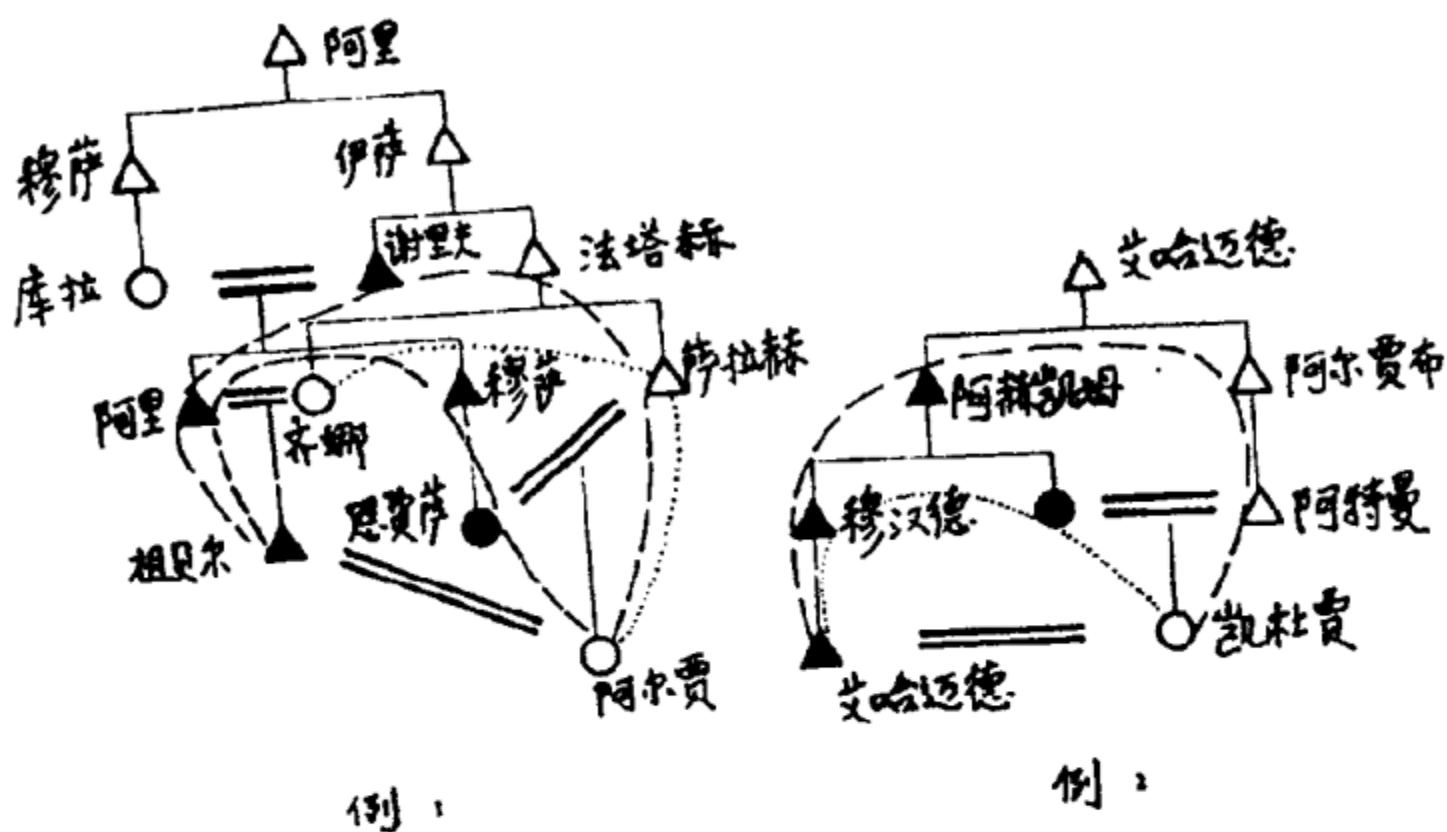 阿里
穆萨
伊萨
谢里夫
法塔赫
库拉
艾哈迈德
阿里
齐娜
穆萨
萨拉赫
阿赫凯姆
阿尔贾布
祖贝尔
恩费萨
穆汉德
阿特曼
阿尔贾
艾哈迈德
凯杜贾
例 1
例 2